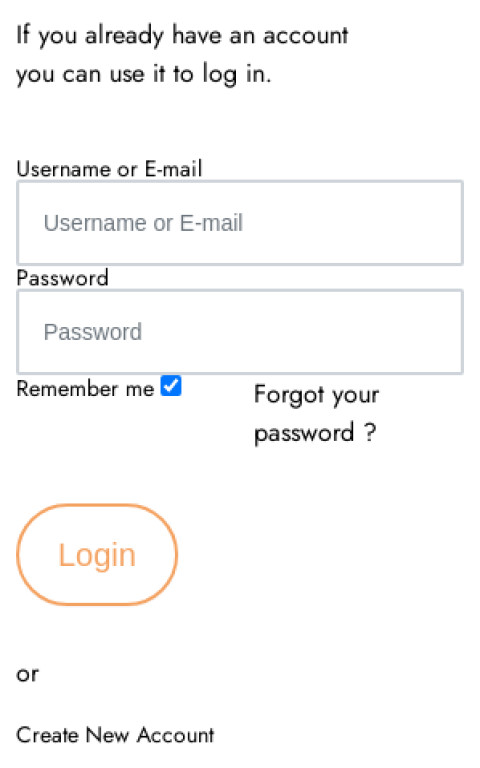 If you already have an account
you can use it to log in.
Username or E-mail
Username or E-mail
Password
Password
Remember me
Forgot your
password ?
Login
or
Create New Account